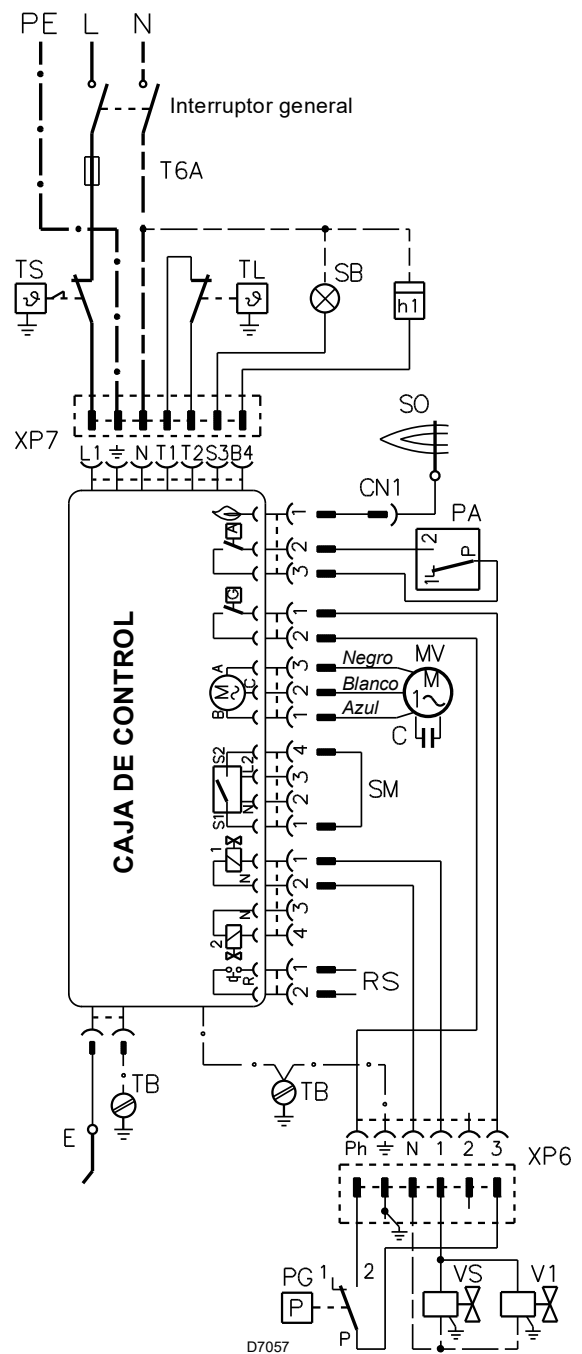 PE L N
Interruptor general
T6A
TS TL SB
h1
XP7
L1 N T1 T2 S3 B4
SO
CN1
CAJA DE CONTROL
1
A 2 2 PA
3 1 P
G 1
2
A 3 Negro MV
M C 2 Blanco M
1
B 1 Azul
C
S2 4
L2 3 SM
N 2
S1 1
1 1
N 2
N 3
2 4
R 1 RS
2
TB TB
E
Ph N 1 2 3
XP6
PG 1 2 VS V1
P
P
D7057